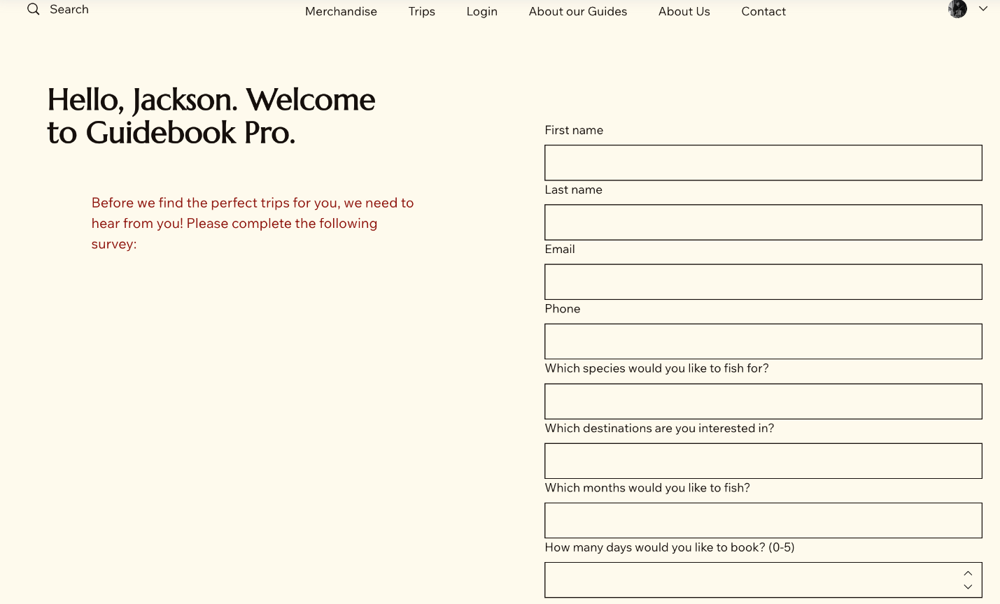 Search
Merchandise Trips Login About our Guides About Us Contact
Hello, Jackson. Welcome
to Guidebook Pro.
Before we find the perfect trips for you, we need to
hear from you! Please complete the following
survey:
First name
Last name
Email
Phone
Which species would you like to fish for?
Which destinations are you interested in?
Which months would you like to fish?
How many days would you like to book? (0-5)